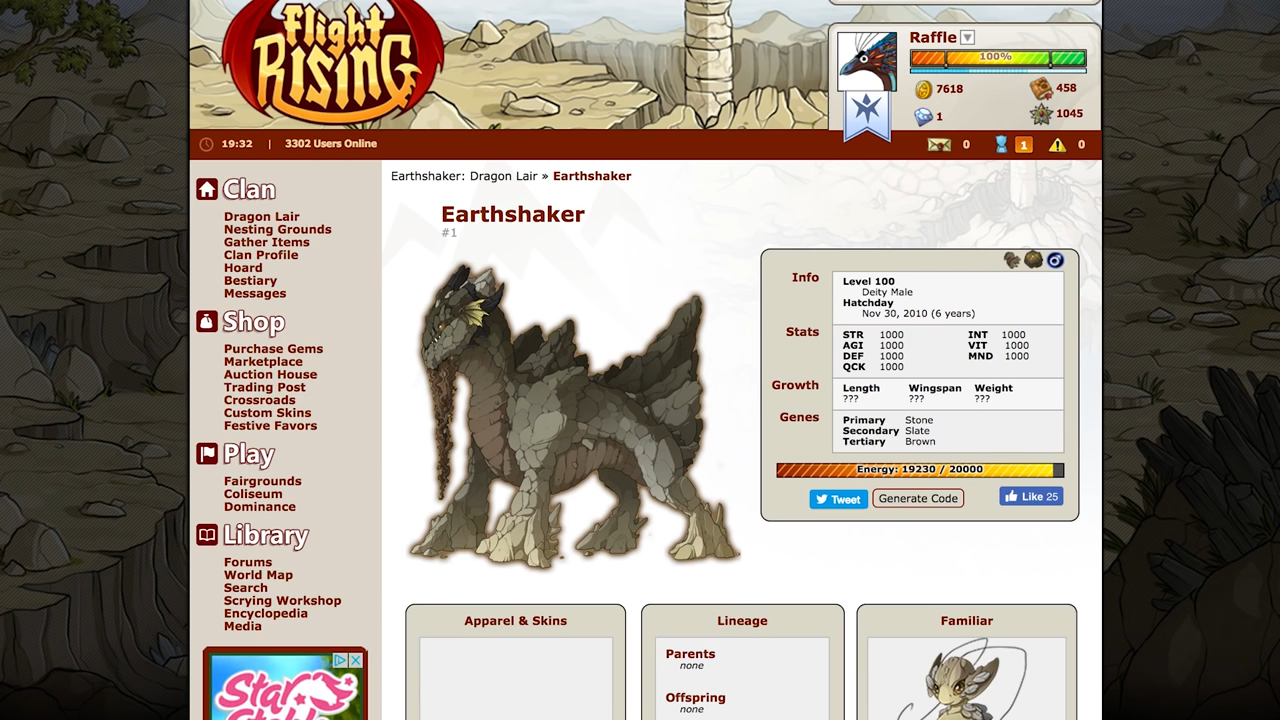 Flight
RISING
Raffle
100%
7618
458
1
1045
19:32 | 3302 Users Online
0
1
0
Earthshaker: Dragon Lair » Earthshaker
Earthshaker
#1
Clan
Dragon Lair
Nesting Grounds
Gather Items
Clan Profile
Hoard
Bestiary
Messages
Shop
Purchase Gems
Marketplace
Auction House
Trading Post
Crossroads
Custom Skins
Festive Favors
Play
Fairgrounds
Coliseum
Dominance
Library
Forums
World Map
Search
Scrying Workshop
Encyclopedia
Media
Star
Info
Level 100
Deity Male
Hatchday
Nov 30, 2010 (6 years)
Stats
STR 1000 INT 1000
AGI 1000 VIT 1000
DEF 1000 MND 1000
QCK 1000
Growth
Length Wingspan Weight
??? ??? ???
Genes
Primary Stone
Secondary Slate
Tertiary Brown
Energy: 19230 / 20000
Tweet
Generate Code
Like 25
Apparel & Skins
Lineage
Parents
none
Offspring
none
Familiar